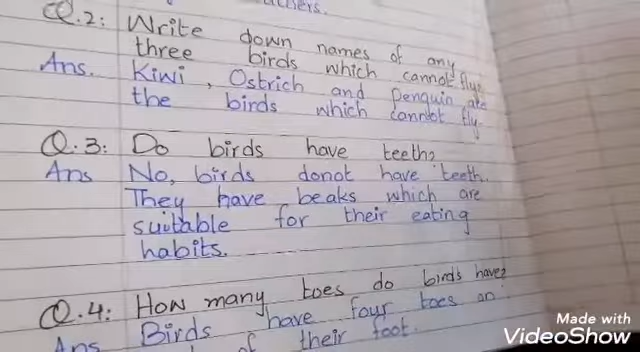 Q.2: Write down names of any
three birds which cannot fly?
Ans. Kiwi, Ostrich and penguin are
the birds which cannot fly.
Q.3: Do birds have teeth?
Ans No, birds donot have teeth.
They have beaks which are
suitable for their eating
habits.
Q.4: How many toes do birds have?
Ans Birds have four toes on
of their foot.
Made with
VideoShow